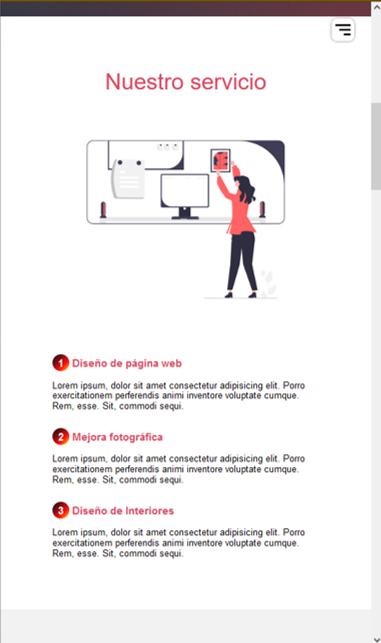 Nuestro servicio
1 Diseño de página web
Lorem ipsum, dolor sit amet consectetur adipisicing elit. Porro
exercitationem perferendis animi inventore voluptate cumque.
Rem, esse. Sit, commodi sequi.
2 Mejora fotográfica
Lorem ipsum, dolor sit amet consectetur adipisicing elit. Porro
exercitationem perferendis animi inventore voluptate cumque.
Rem, esse. Sit, commodi sequi.
3 Diseño de Interiores
Lorem ipsum, dolor sit amet consectetur adipisicing elit. Porro
exercitationem perferendis animi inventore voluptate cumque.
Rem, esse. Sit, commodi sequi.